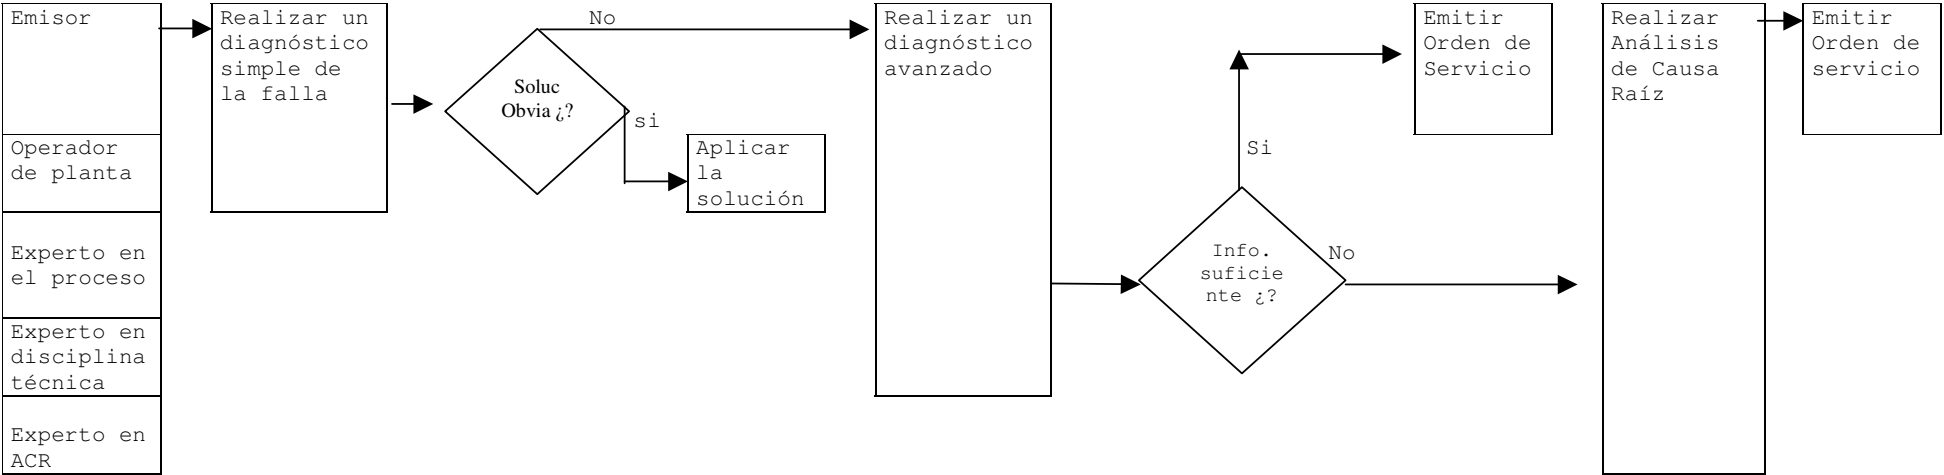 Emisor
Operador
de planta
Experto en
el proceso
Experto en
disciplina
técnica
Experto en
ACR
Realizar un
diagnóstico
simple de
la falla
Soluc
Obvia ¿?
No
si
Aplicar
la
solución
Realizar un
diagnóstico
avanzado
Info.
suficie
nte ¿?
Si
No
Emitir
Orden de
Servicio
Realizar
Análisis
de Causa
Raíz
Emitir
Orden de
servicio